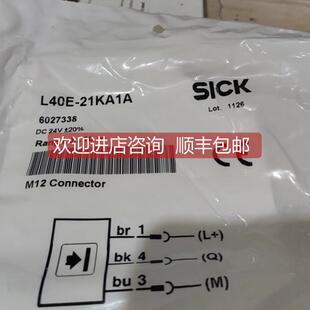 L40E-21KA1A
SICK
6027338
Lot. 1126
DC 24V ±20%
欢迎进店咨询 顺丰包邮
CE
M12 Connector
br 1 (L+)
bk 4 (Q)
bu 3 (M)